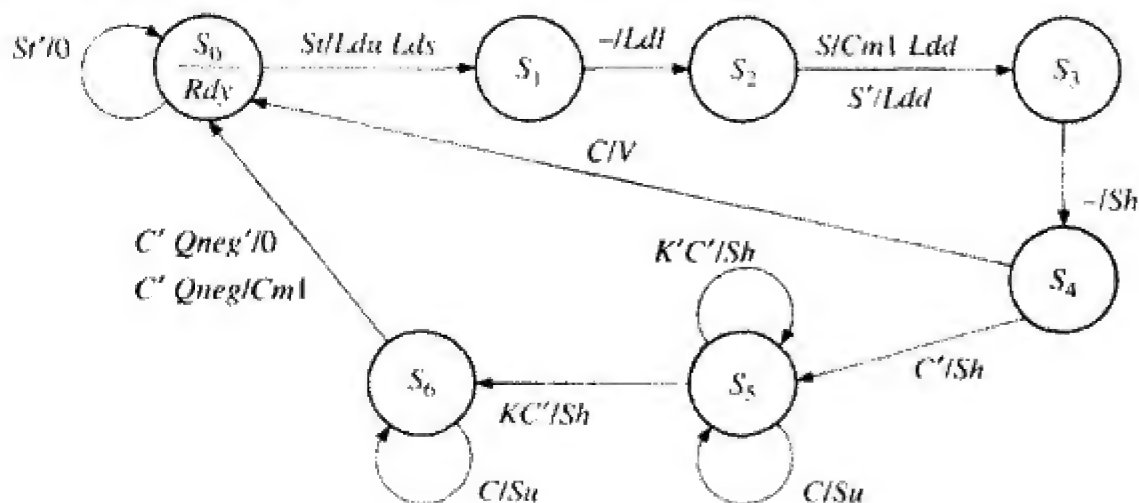 St'/0
S0
Rdy
St/Ldu Lds
S1
-/Ldl
S2
S/Cm1 Ldd
S'/Ldd
S3
C/V
-/Sh
C' Qneg'/0
C' Qneg/Cm1
K'C'/Sh
S4
C'/Sh
S6
KC'/Sh
S5
C/Su
C/Su